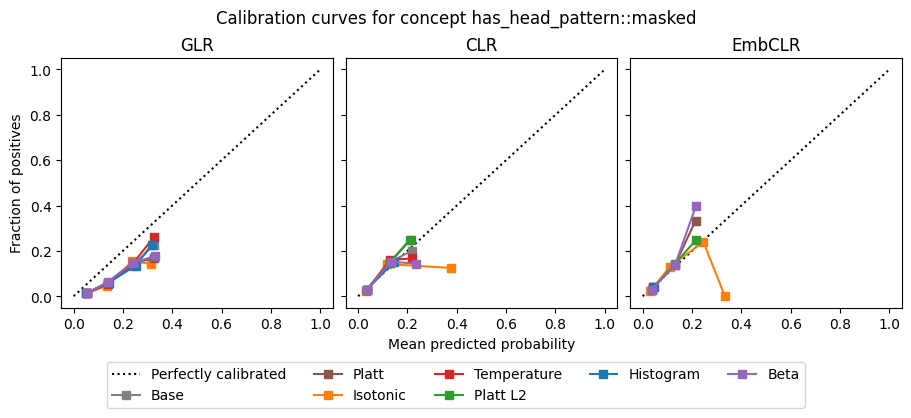 Calibration curves for concept has_head_pattern::masked
GLR
CLR
EmbCLR
Fraction of positives
1.0
0.8
0.6
0.4
0.2
0.0
0.0 0.2 0.4 0.6 0.8 1.0
0.0 0.2 0.4 0.6 0.8 1.0
0.0 0.2 0.4 0.6 0.8 1.0
Mean predicted probability
Perfectly calibrated
Base
Platt
Isotonic
Temperature
Platt L2
Histogram
Beta